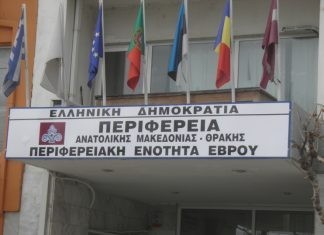 ΕΛΛΗΝΙΚΗ ΔΗΜΟΚΡΑΤΙΑ
ΠΕΡΙΦΕΡΕΙΑ
ΑΝΑΤΟΛΙΚΗΣ ΜΑΚΕΔΟΝΙΑΣ - ΘΡΑΚΗΣ
ΠΕΡΙΦΕΡΕΙΑΚΗ ΕΝΟΤΗΤΑ ΕΒΡΟΥ